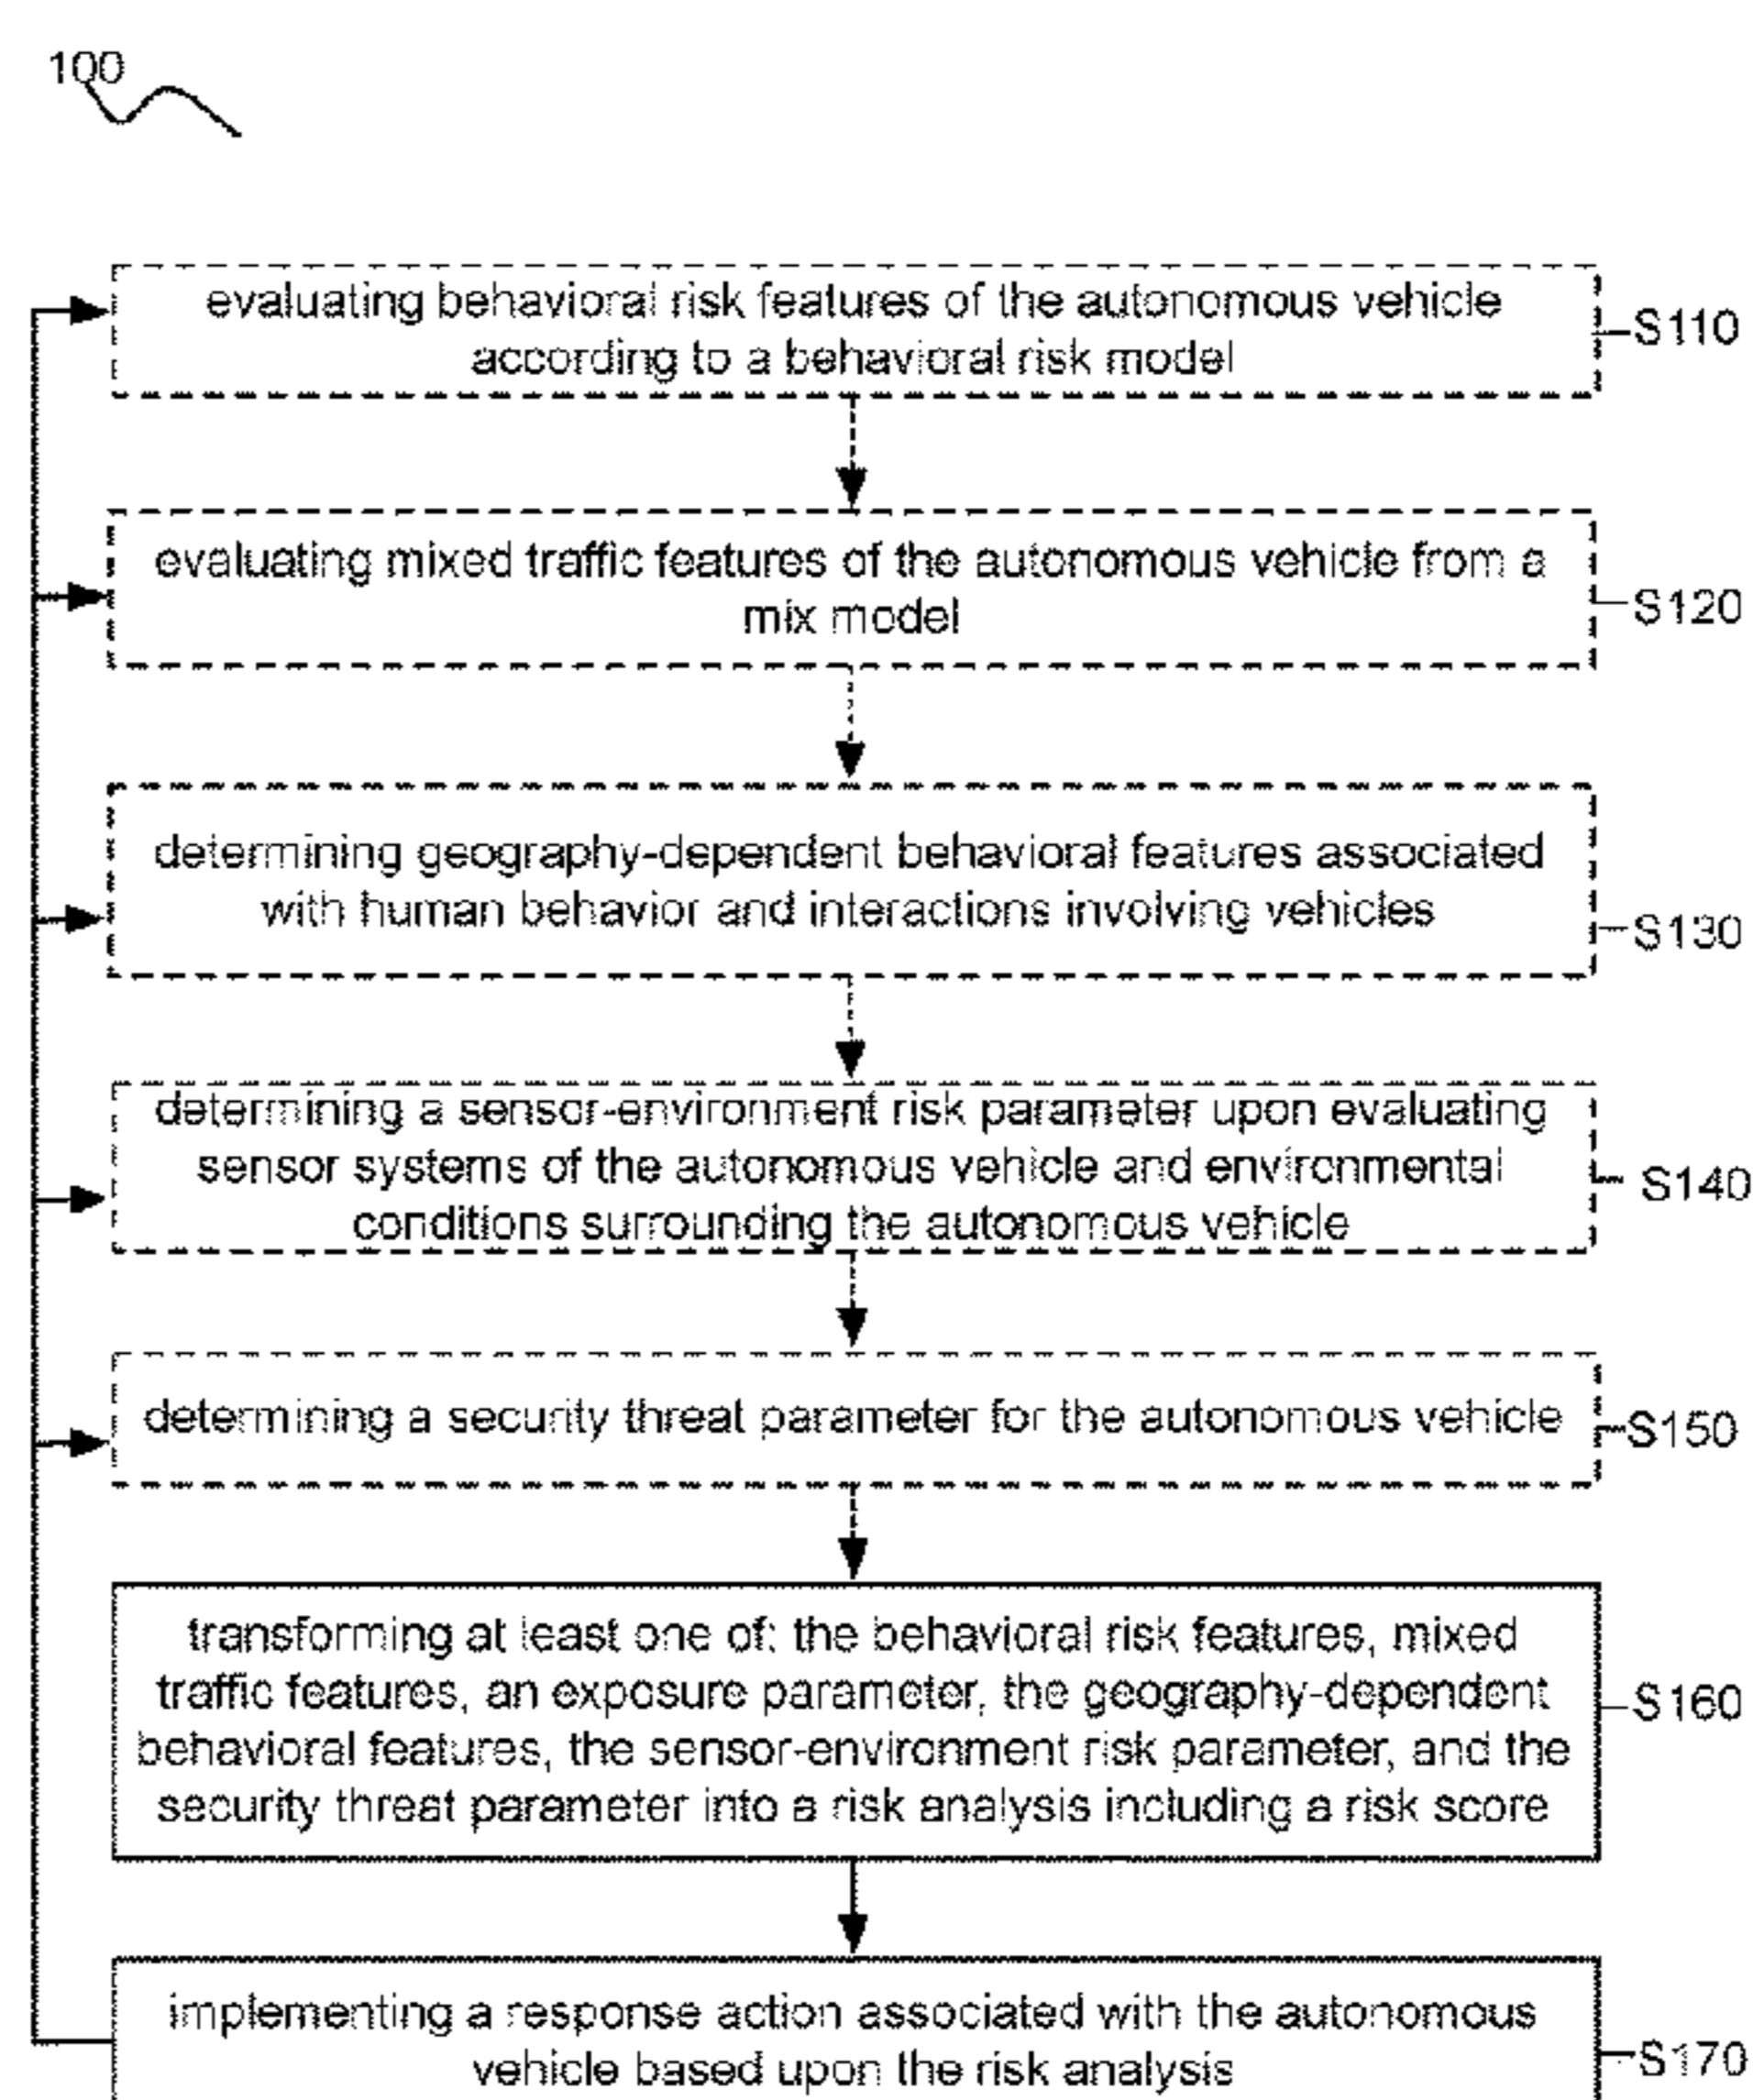 100
evaluating behavioral risk features of the autonomous vehicle
according to a behavioral risk model
S110
evaluating mixed traffic features of the autonomous vehicle from a
mix model
S120
determining geography-dependent behavioral features associated
with human behavior and interactions involving vehicles
S130
determining a sensor-environment risk parameter upon evaluating
sensor systems of the autonomous vehicle and environmental
conditions surrounding the autonomous vehicle
S140
determining a security threat parameter for the autonomous vehicle
S150
transforming at least one of: the behavioral risk features, mixed
traffic features, an exposure parameter, the geography-dependent
behavioral features, the sensor-environment risk parameter, and the
security threat parameter into a risk analysis including a risk score
S160
implementing a response action associated with the autonomous
vehicle based upon the risk analysis
S170